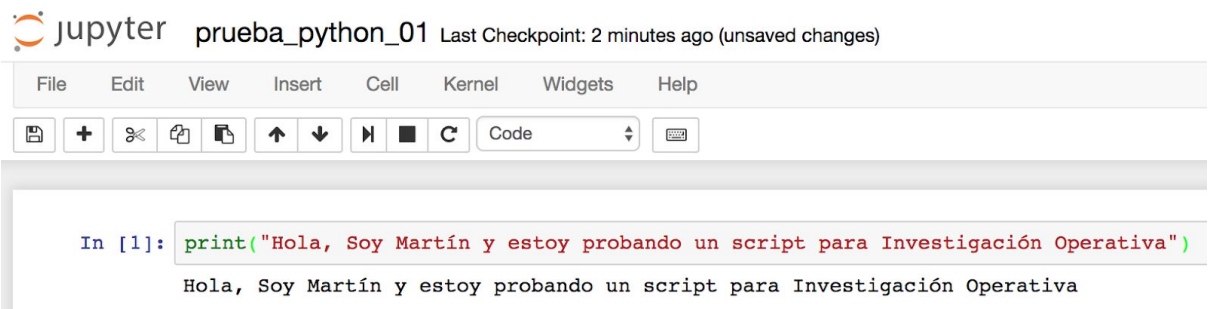 jupyter prueba_python_01 Last Checkpoint: 2 minutes ago (unsaved changes)
File Edit View Insert Cell Kernel Widgets Help
Code
In [1]: print("Hola, Soy Martín y estoy probando un script para Investigación Operativa")
Hola, Soy Martín y estoy probando un script para Investigación Operativa